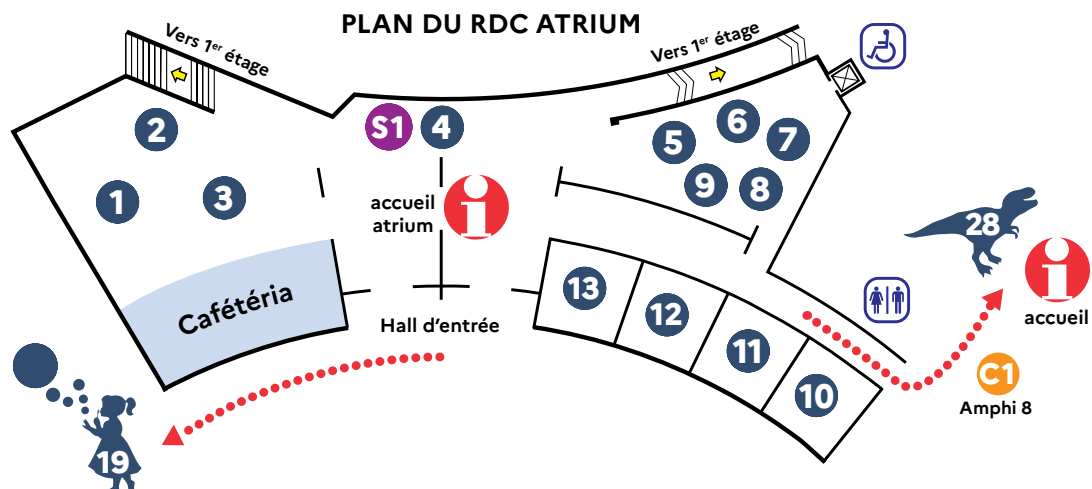 PLAN DU RDC ATRIUM
Vers 1er étage
Vers 1er étage
2
S1
4
5
6
7
1
3
9
8
accueil
atrium
i
28
i
accueil
Cafétéria
13
12
11
10
Hall d'entrée
C1
Amphi 8
19